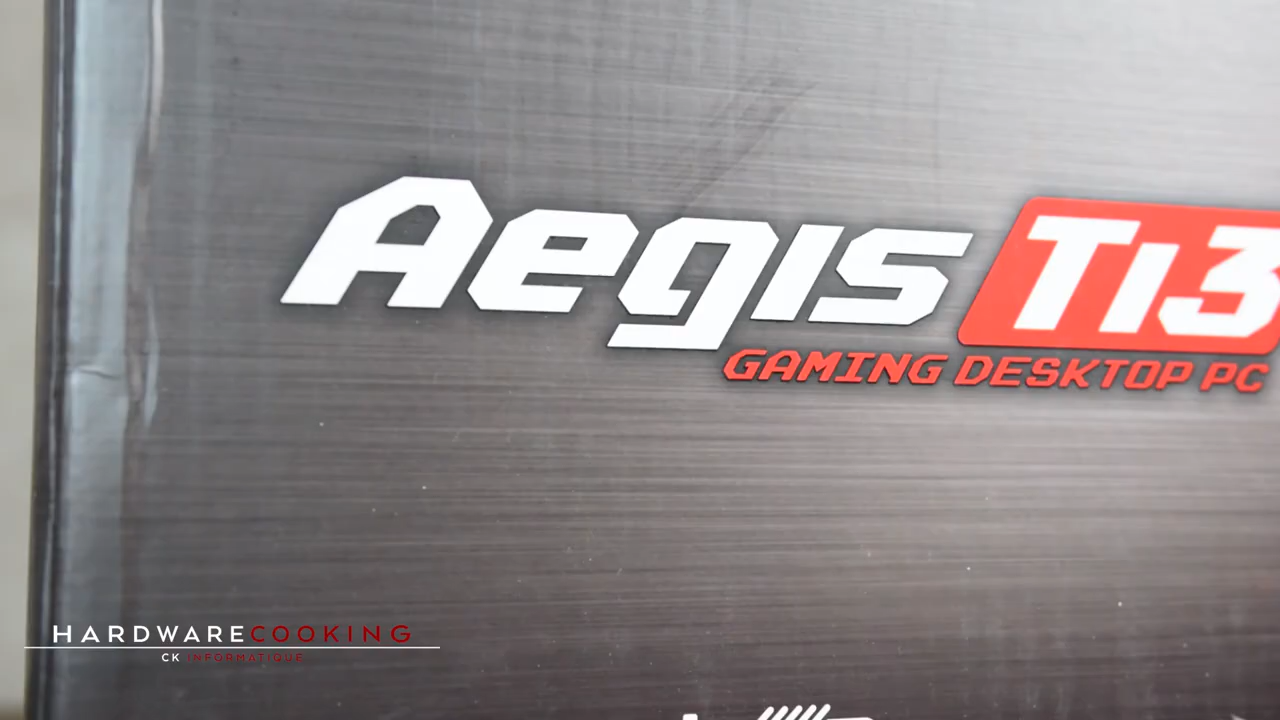 Aegis Ti3
GAMING DESKTOP PC
HARDWARECOOKING
CK INFORMATIQUE